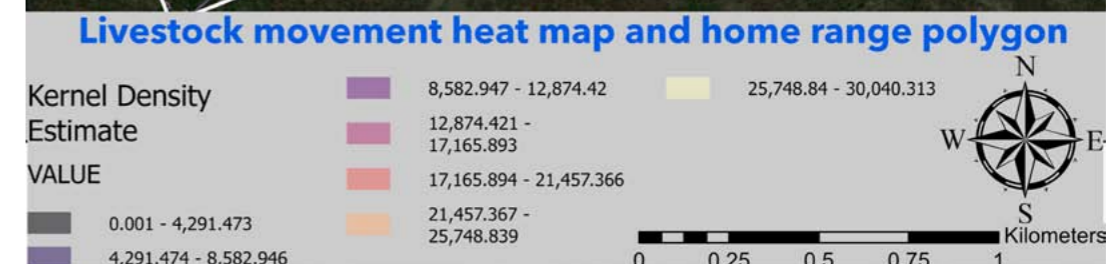 Livestock movement heat map and home range polygon
Kernel Density
Estimate
VALUE
0.001 - 4,291.473
4,291.474 - 8,582.946
8,582.947 - 12,874.42
12,874.421 -
17,165.893
17,165.894 - 21,457.366
21,457.367 -
25,748.839
25,748.84 - 30,040.313
N
W
E
S
Kilometers
0 0.25 0.5 0.75 1